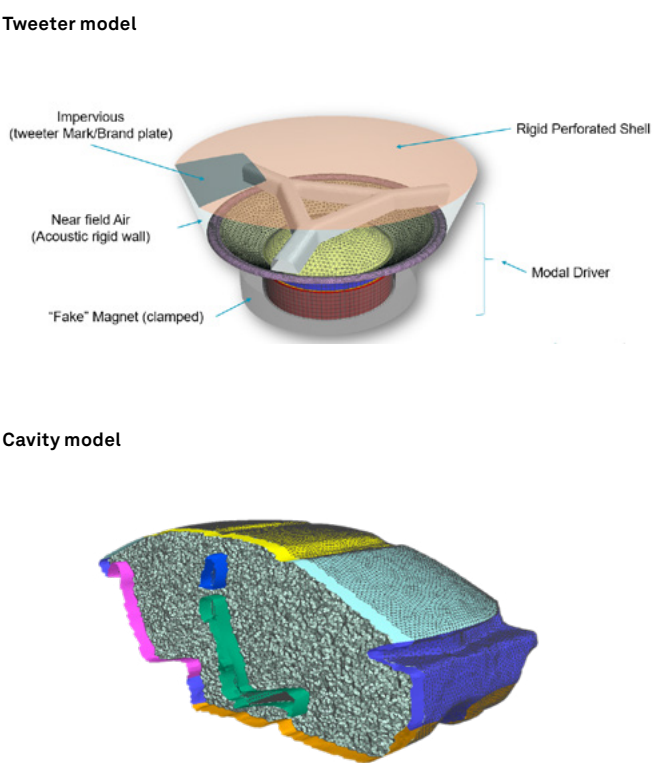 Tweeter model
Impervious
(tweeter Mark/Brand plate)
Rigid Perforated Shell
Near field Air
(Acoustic rigid wall)
Modal Driver
"Fake" Magnet (clamped)
Cavity model